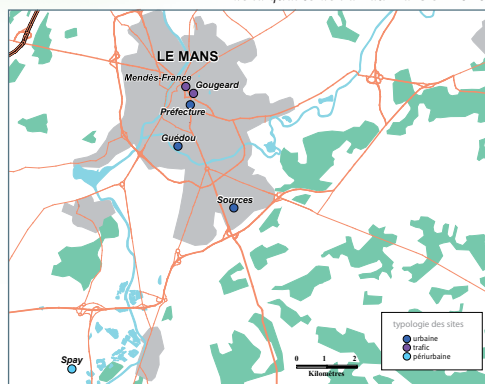 LE MANS
Mendès-France
Gougeard
Préfecture
Guédou
Sources
Spay
0 1 2
Kilomètres
typologie des sites
urbaine
trafic
périurbaine